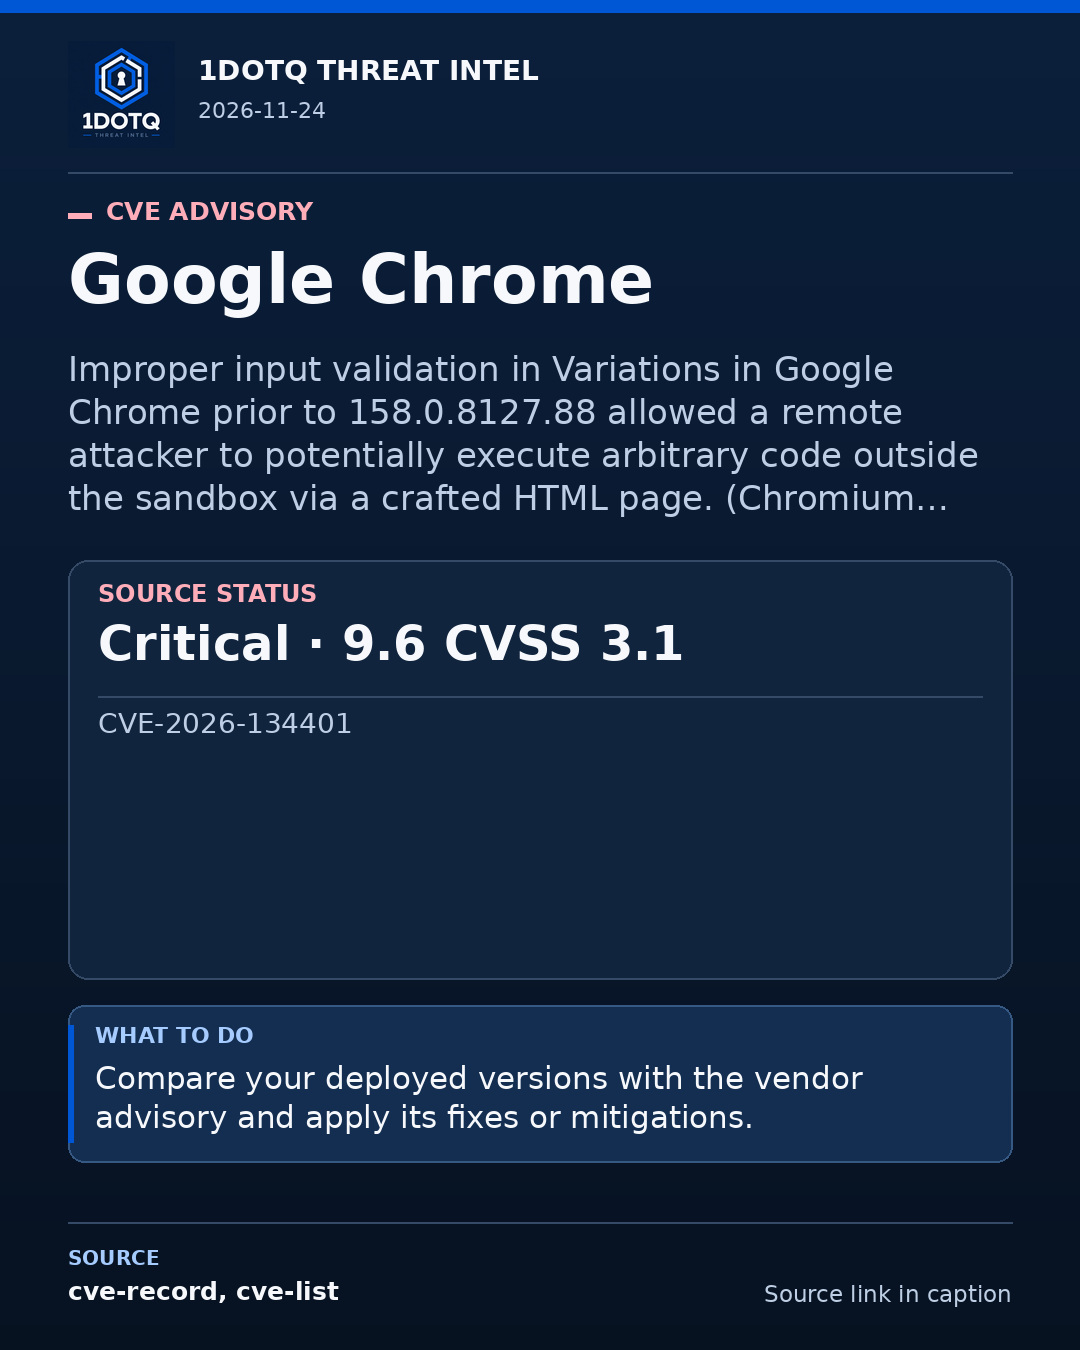 1DOTQ
THREAT INTEL
1DOTQ THREAT INTEL
2026-11-24
CVE ADVISORY
Google Chrome
Improper input validation in Variations in Google
Chrome prior to 158.0.8127.88 allowed a remote
attacker to potentially execute arbitrary code outside
the sandbox via a crafted HTML page. (Chromium...
SOURCE STATUS
Critical · 9.6 CVSS 3.1
CVE-2026-134401
WHAT TO DO
Compare your deployed versions with the vendor
advisory and apply its fixes or mitigations.
SOURCE
cve-record, cve-list
Source link in caption